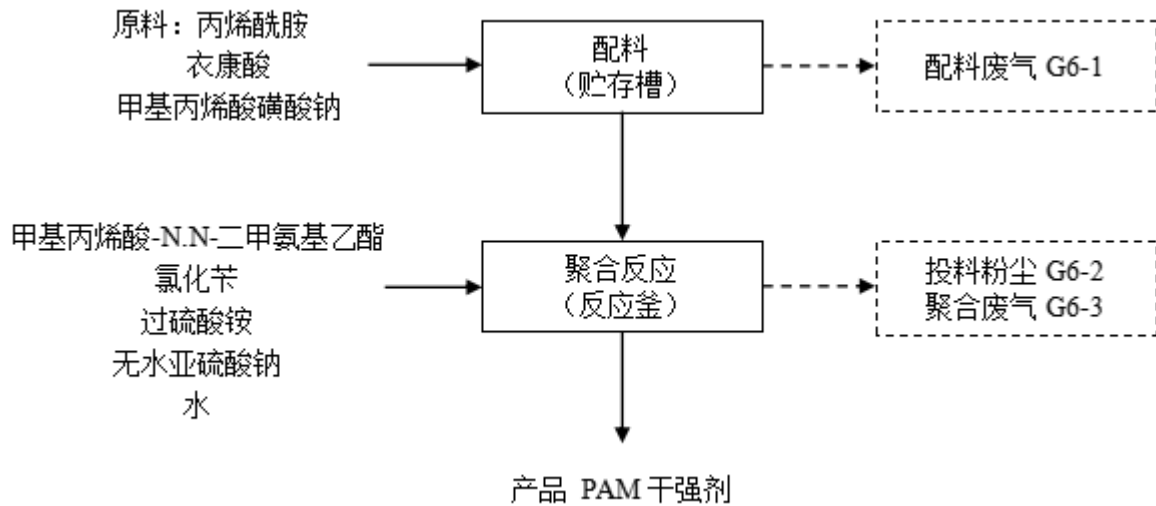 原料：丙烯酰胺
衣康酸
甲基丙烯酸磺酸钠
配料
（贮存槽）
配料废气 G6-1
甲基丙烯酸-N.N-二甲氨基乙酯
氯化苄
过硫酸铵
无水亚硫酸钠
水
聚合反应
（反应釜）
投料粉尘 G6-2
聚合废气 G6-3
产品 PAM 干强剂